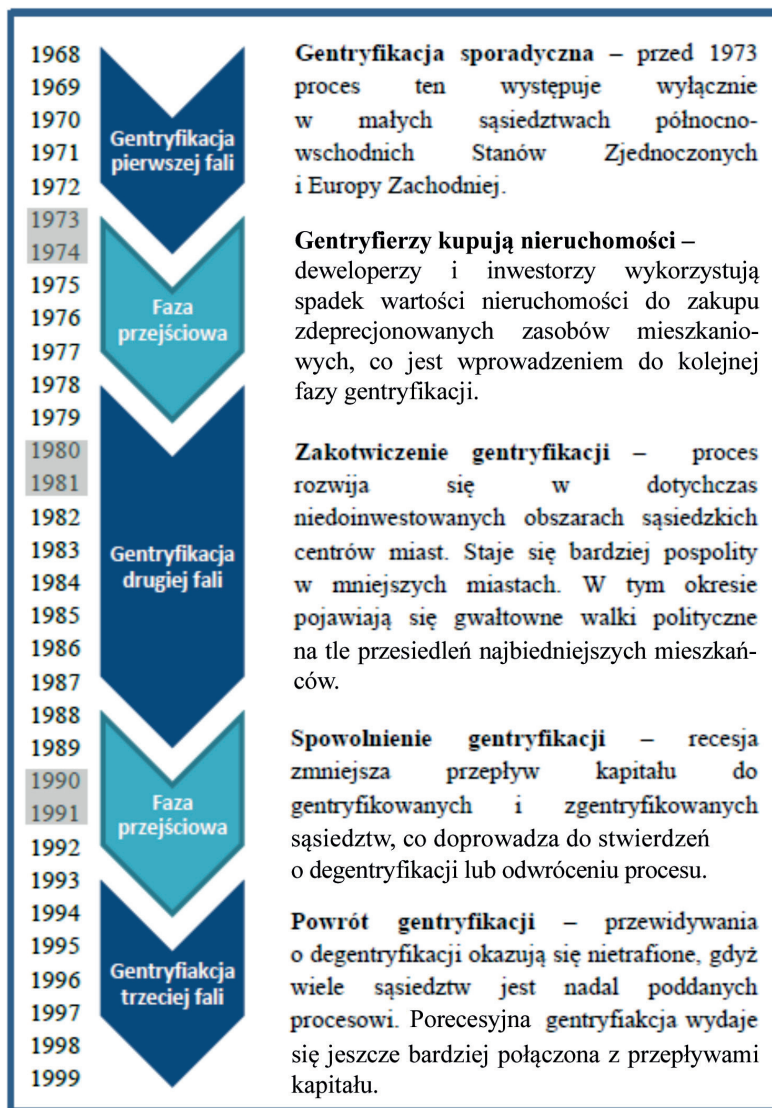 1968
1969
1970
1971
1972
1973
1974
1975
1976
1977
1978
1979
1980
1981
1982
1983
1984
1985
1986
1987
1988
1989
1990
1991
1992
1993
1994
1995
1996
1997
1998
1999
Gentryfikacja
pierwszej fali
Faza
przejściowa
Gentryfikacja
drugiej fali
Faza
przejściowa
Gentryfiakcja
trzeciej fali
Gentryfikacja sporadyczna – przed 1973
proces ten występuje wyłącznie
w małych sąsiedztwach północno-
wschodnich Stanów Zjednoczonych
i Europy Zachodniej.
Gentryfierzy kupują nieruchomości –
deweloperzy i inwestorzy wykorzystują
spadek wartości nieruchomości do zakupu
zdeprecjonowanych zasobów mieszkanio-
wych, co jest wprowadzeniem do kolejnej
fazy gentryfikacji.
Zakotwiczenie gentryfikacji – proces
rozwija się w dotychczas
niedoinwestowanych obszarach sąsiedzkich
centrów miast. Staje się bardziej pospolity
w mniejszych miastach. W tym okresie
pojawiają się gwałtowne walki polityczne
na tle przesiedleń najbiedniejszych mieszkań-
ców.
Spowolnienie gentryfikacji – recesja
zmniejsza przepływ kapitału do
gentryfikowanych i zgentryfikowanych
sąsiedztw, co doprowadza do stwierdzeń
o degentryfikacji lub odwróceniu procesu.
Powrót gentryfikacji – przewidywania
o degentryfikacji okazują się nietrafione, gdyż
wiele sąsiedztw jest nadal poddanych
procesowi. Porecesyjna gentryfiakcja wydaje
się jeszcze bardziej połączona z przepływami
kapitału.